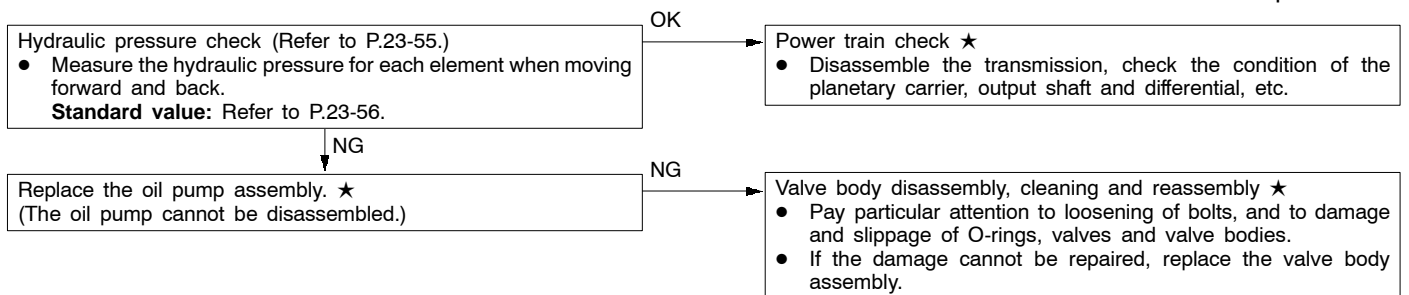 OK
Hydraulic pressure check (Refer to P.23-55.)
● Measure the hydraulic pressure for each element when moving
forward and back.
Standard value: Refer to P.23-56.
Power train check ★
● Disassemble the transmission, check the condition of the
planetary carrier, output shaft and differential, etc.
NG
NG
Replace the oil pump assembly. ★
(The oil pump cannot be disassembled.)
Valve body disassembly, cleaning and reassembly ★
● Pay particular attention to loosening of bolts, and to damage
and slippage of O-rings, valves and valve bodies.
● If the damage cannot be repaired, replace the valve body
assembly.